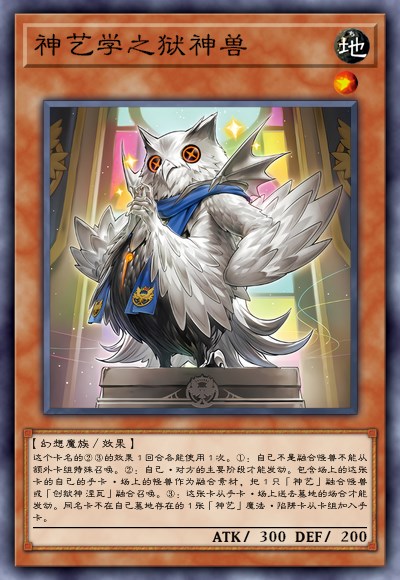 神艺学之狱神兽
地
【幻想魔族/效果】
这个卡名的②③的效果1回合各能使用1次。①：自己不是融合怪兽不能从
额外卡组特殊召唤。②：自己·对方的主要阶段才能发动。包含场上的这张
卡的自己的手卡·场上的怪兽作为融合素材，把1只「神艺」融合怪兽
或「创狱神 涅瓦」融合召唤。③：这张卡从手卡·场上送去墓地的场合才能
发动。同名卡不在自己墓地存在的1张「神艺」魔法·陷阱卡从卡组加入手
卡。
ATK/ 300 DEF/ 200